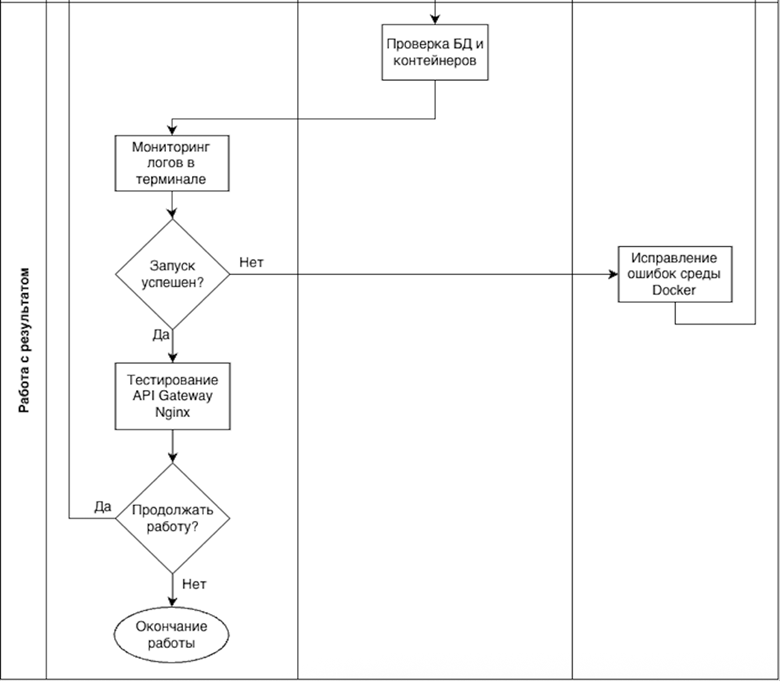 Проверка БД и
контейнеров
Мониторинг
логов в
терминале
Запуск
успешен?
Нет
Исправление
ошибок среды
Docker
Да
Работа с результатом
Тестирование
API Gateway
Nginx
Да
Продолжать
работу?
Нет
Окончание
работы